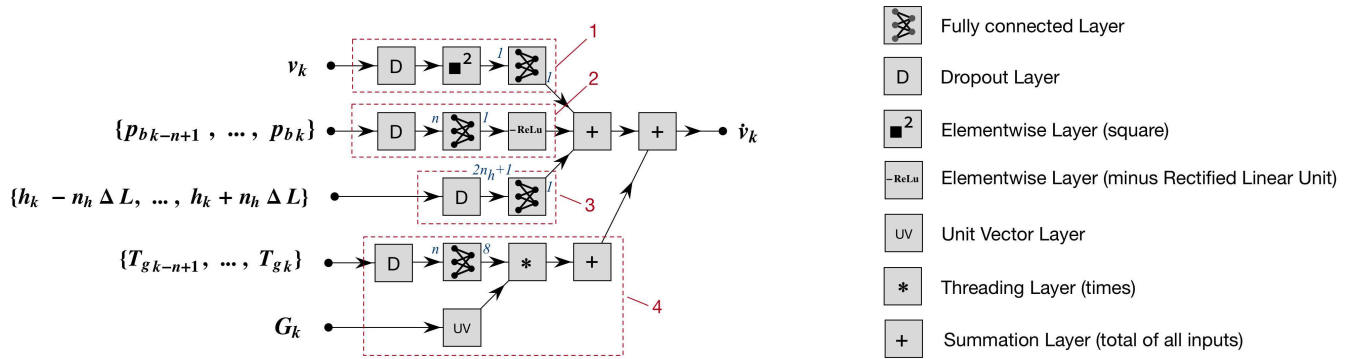 1
v_k
D
■²
1
1
Fully connected Layer
2
{p_{b k-n+1} , ..., p_{b k}}
D
n
1
-ReLu
+
+
v̇_k
D
Dropout Layer
■²
Elementwise Layer (square)
-ReLu
Elementwise Layer (minus Rectified Linear Unit)
{h_k - n_h Δ L, ..., h_k + n_h Δ L}
D
2n_h+1
1
3
{T_{g k-n+1} , ..., T_{g k}}
D
n
8
*
+
4
G_k
UV
UV
Unit Vector Layer
*
Threading Layer (times)
+
Summation Layer (total of all inputs)